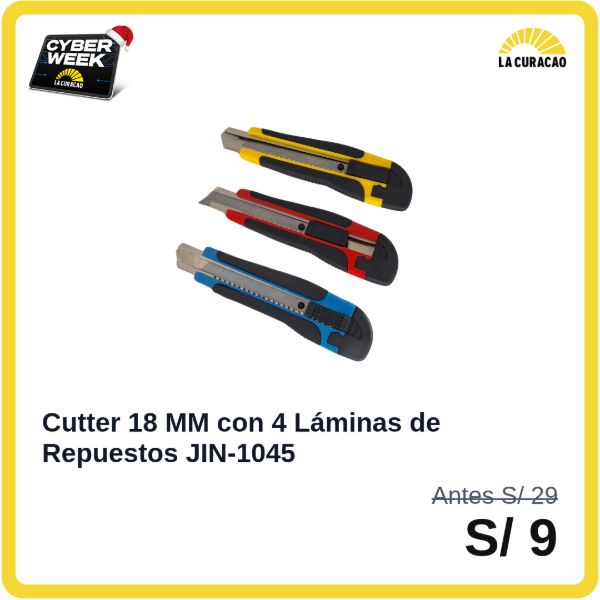 CYBER
WEEK
LA CURACAO
LA CURACAO
Cutter 18 MM con 4 Láminas de
Repuestos JIN-1045
Antes S/ 29
S/ 9